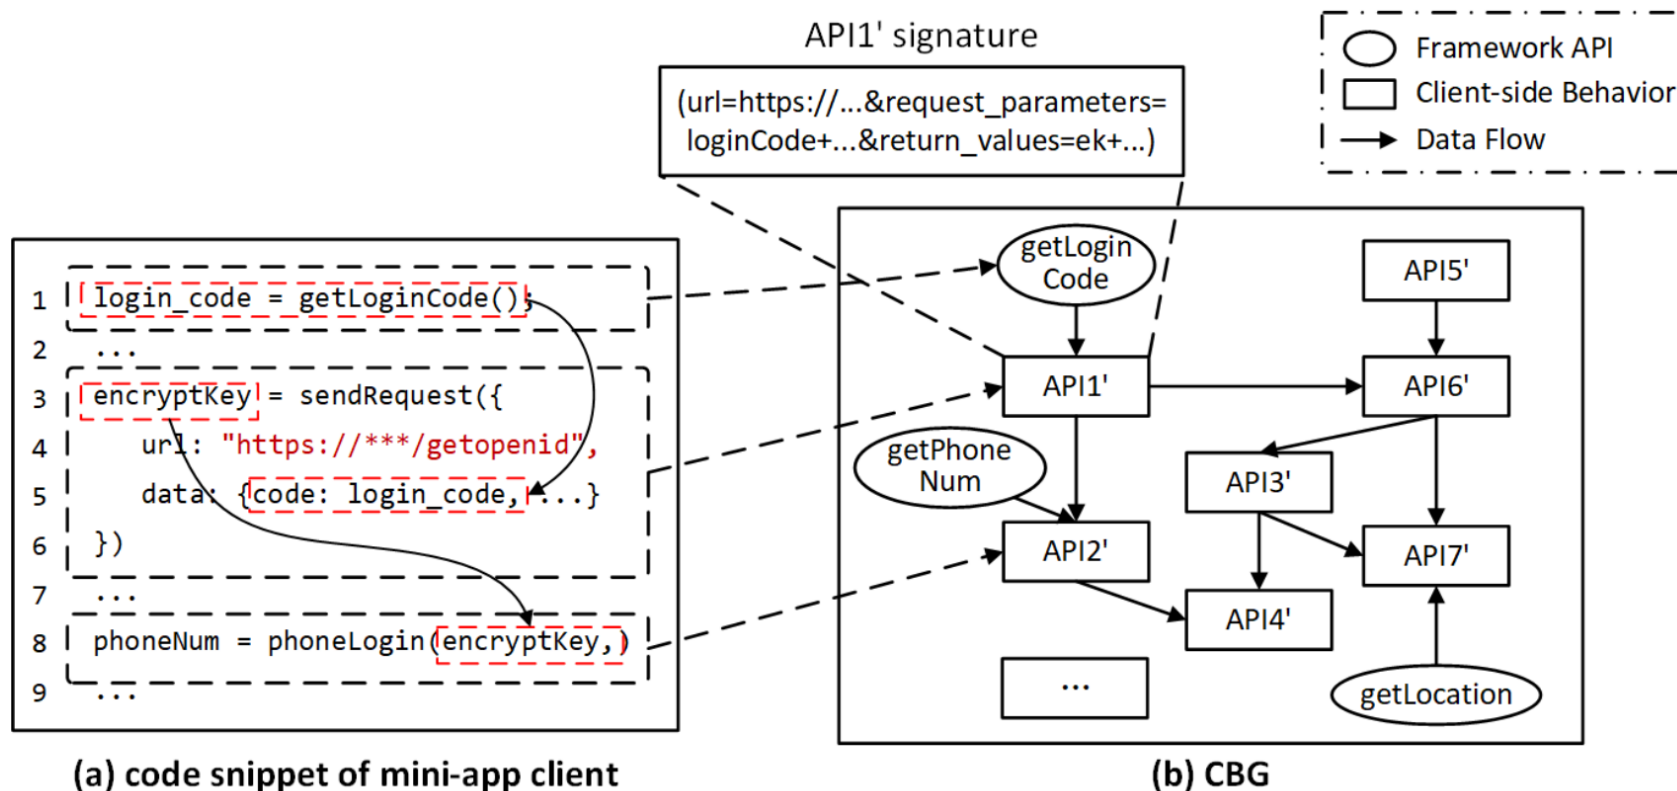 API1' signature
(url=https://...&request_parameters=
loginCode+...&return_values=ek+...)
Framework API
Client-side Behavior
Data Flow
1 login_code = getLoginCode();
2 ...
3 encryptKey = sendRequest({
4 url: "https://***/getopenid",
5 data: {code: login_code, ...}
6 })
7 ...
8 phoneNum = phoneLogin(encryptKey,)
9 ...
(a) code snippet of mini-app client
getLogin
Code
API5'
API1'
API6'
getPhone
Num
API3'
API2'
API7'
API4'
...
getLocation
(b) CBG